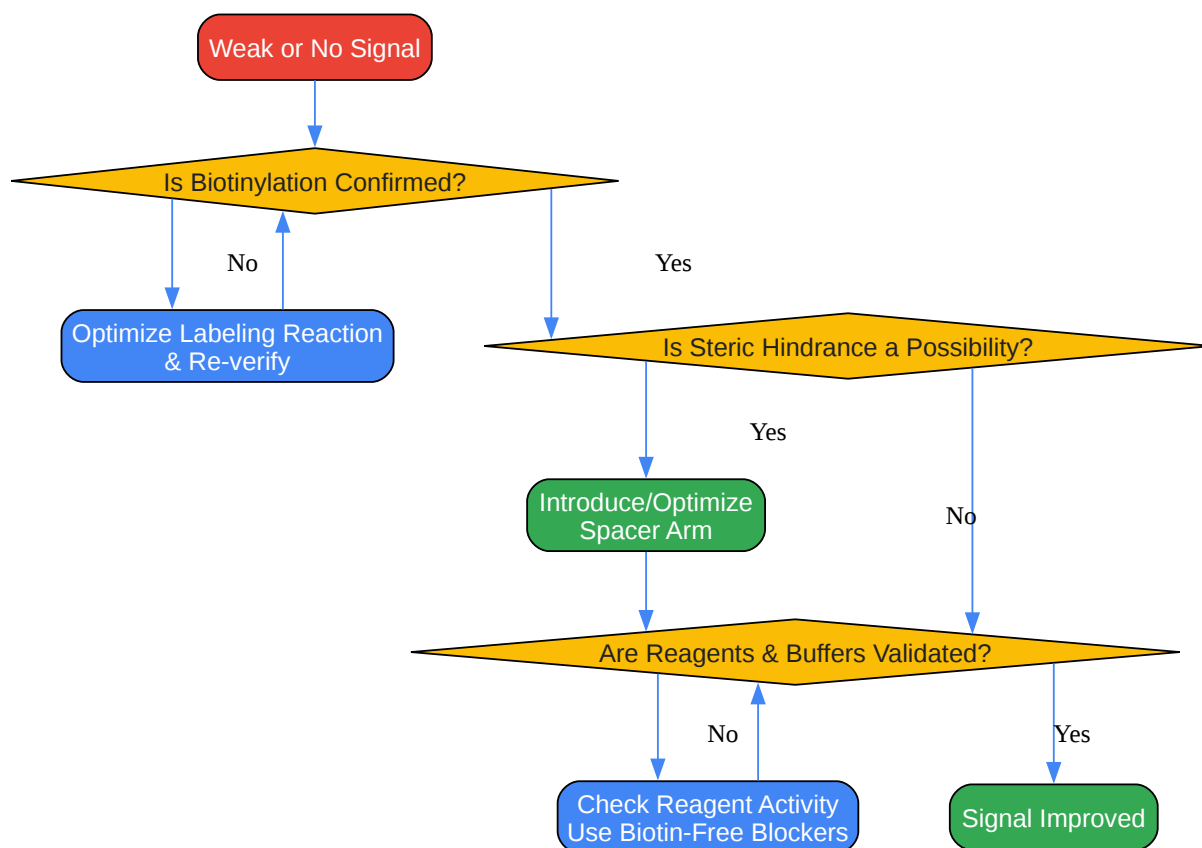 Weak or No Signal
Is Biotinylation Confirmed?
No
Yes
Optimize Labeling Reaction
& Re-verify
Is Steric Hindrance a Possibility?
Yes
Introduce/Optimize
Spacer Arm
No
Are Reagents & Buffers Validated?
No
Yes
Check Reagent Activity
Use Biotin-Free Blockers
Signal Improved